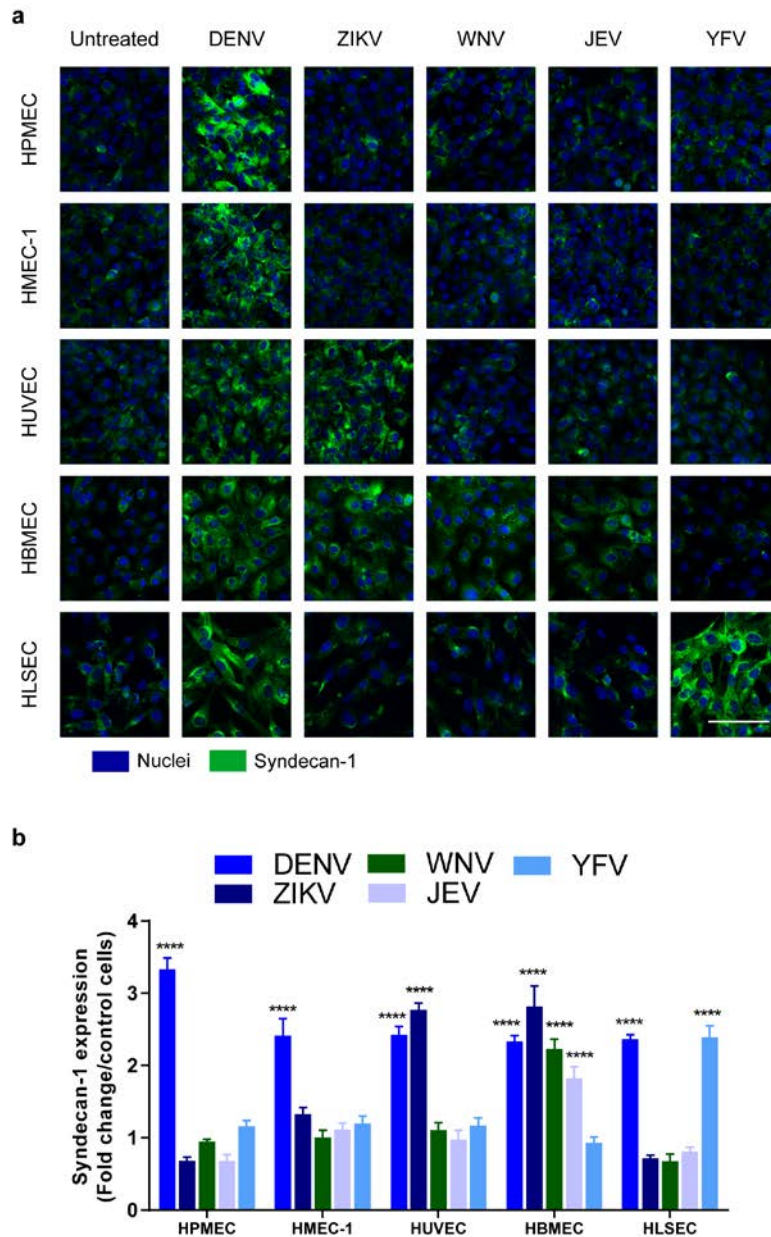 a
Untreated DENV ZIKV WNV JEV YFV
HPMEC
HMEC-1
HUVEC
HBMEC
HLSEC
Nuclei Syndecan-1
b
DENV WNV YFV
ZIKV JEV
Syndecan-1 expression
(Fold change/control cells)
4
3
2
1
0
****
****
****
****
****
****
****
****
****
****
HPMEC HMEC-1 HUVEC HBMEC HLSEC